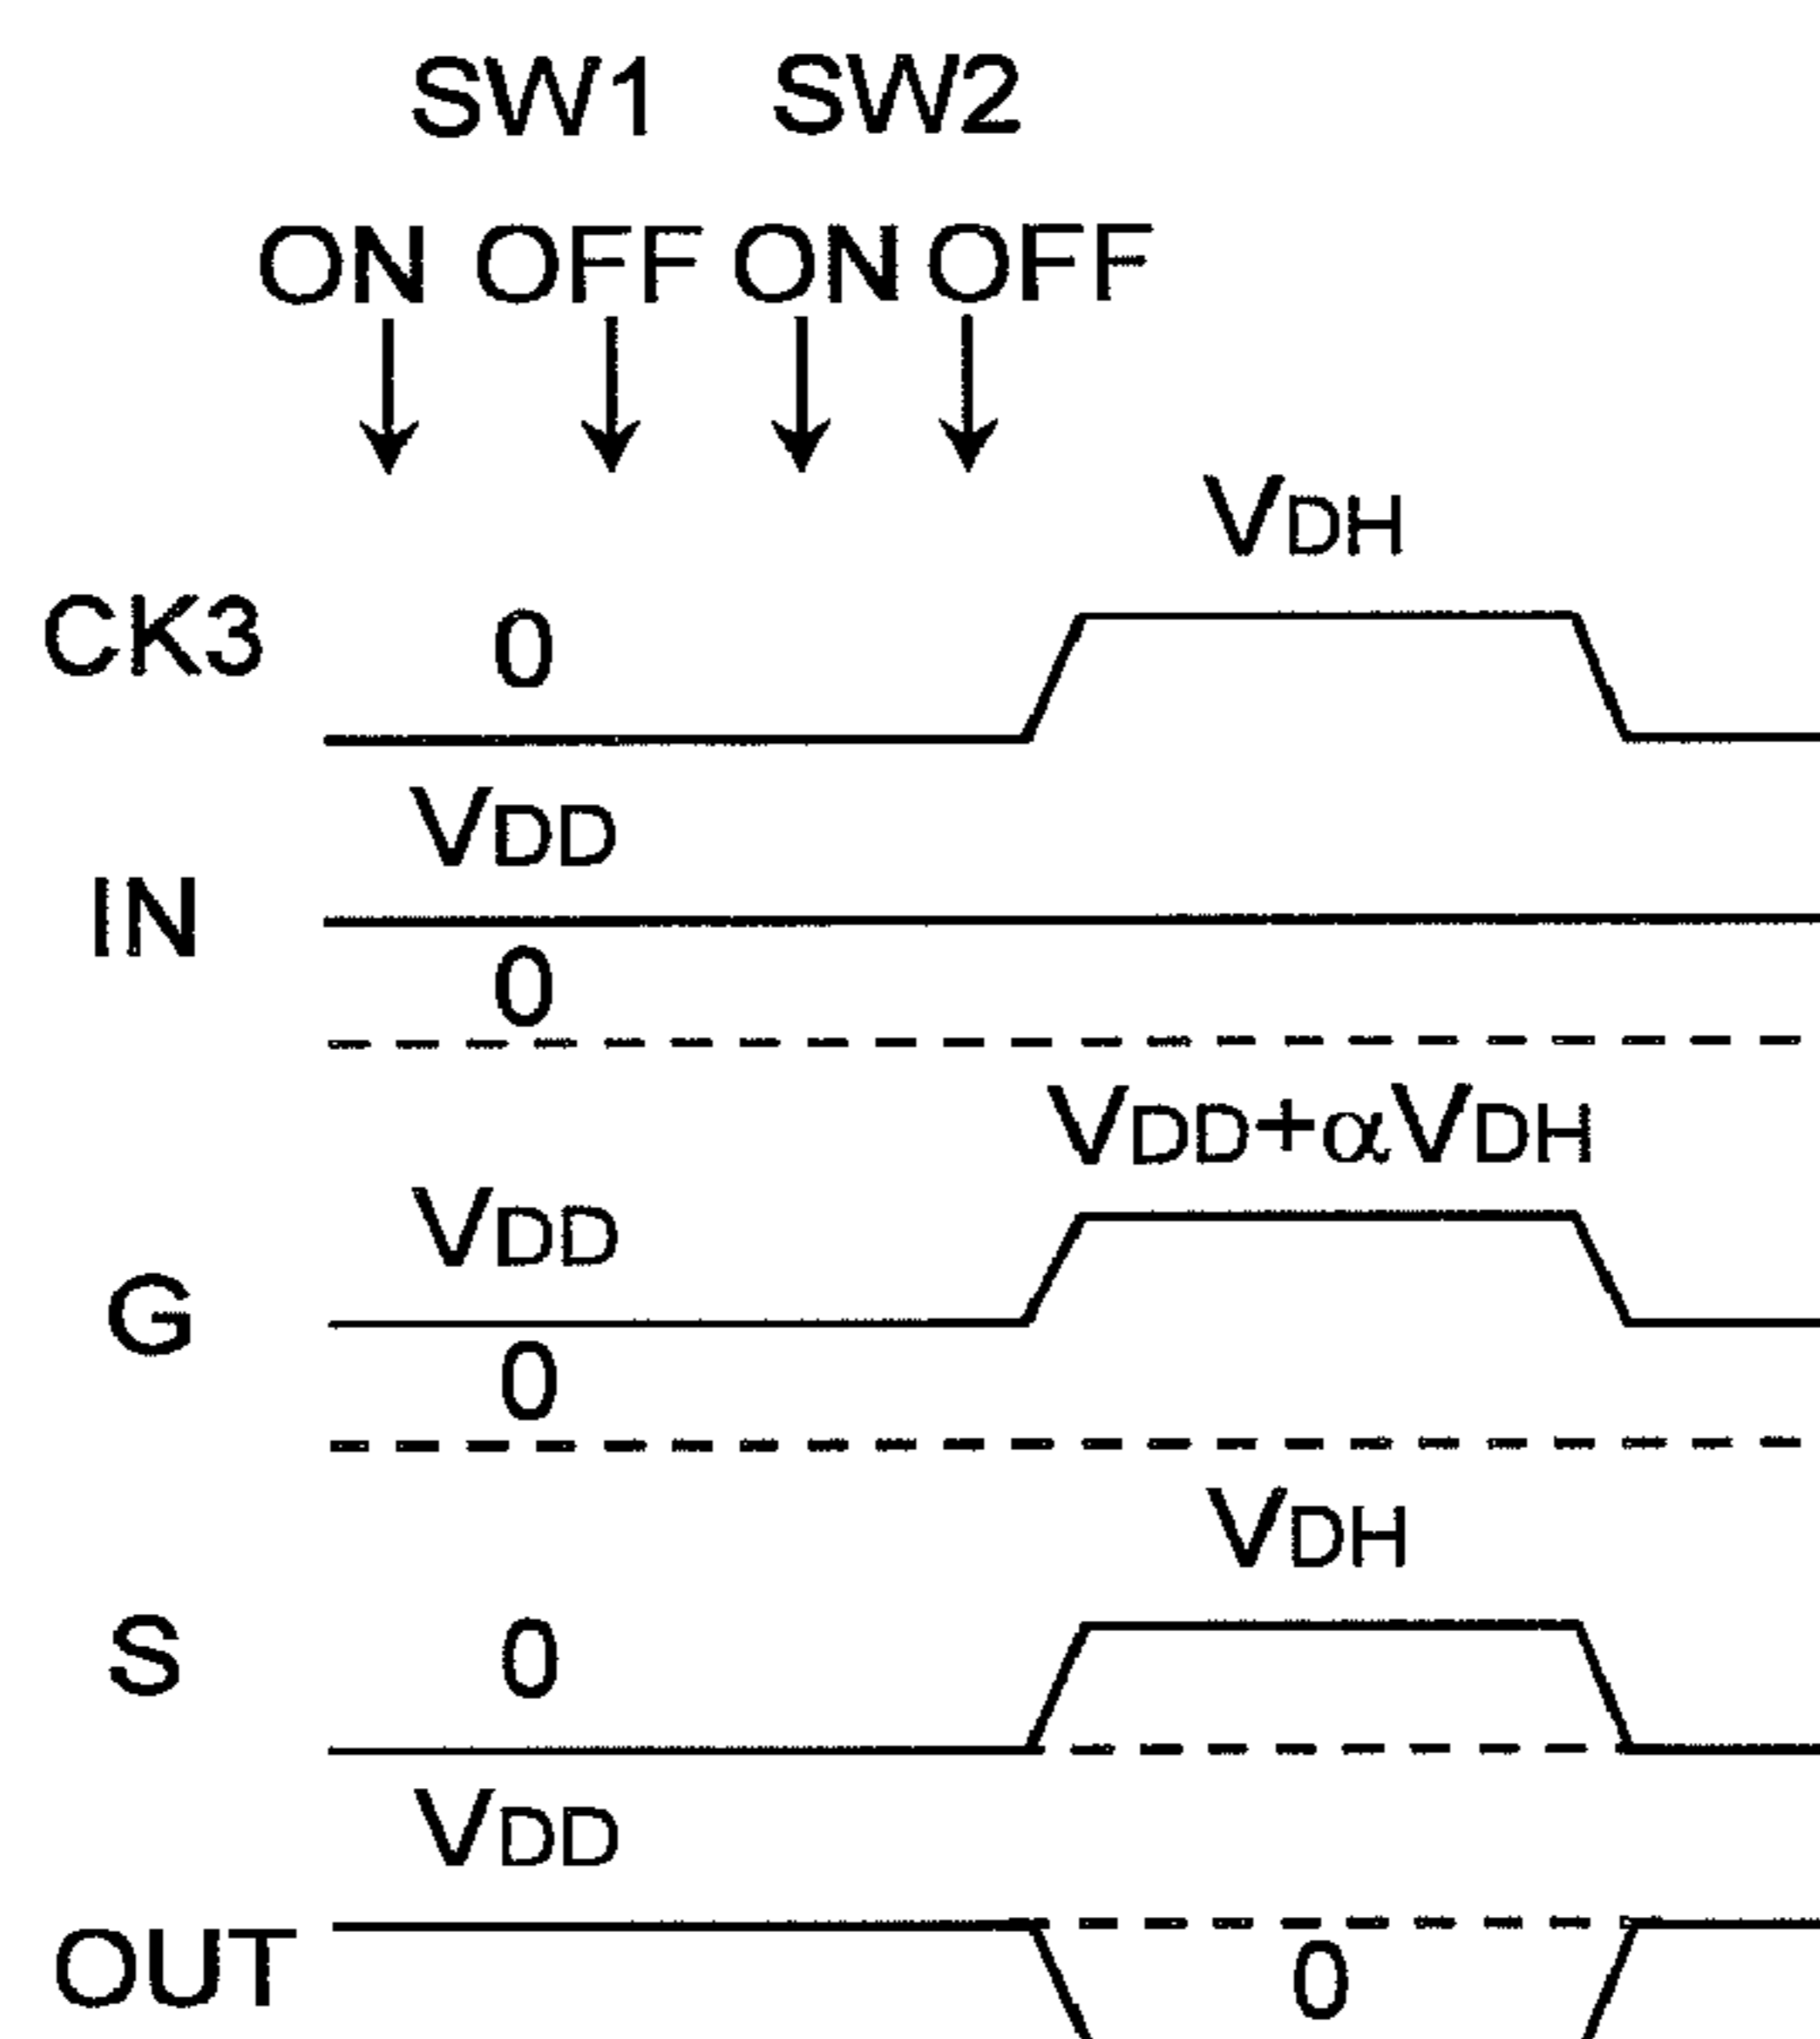 SW1 SW2
ON OFF ON OFF
VDH
CK3 0
VDD
IN
0
VDD+αVDH
VDD
G
0
VDH
S 0
VDD
OUT 0